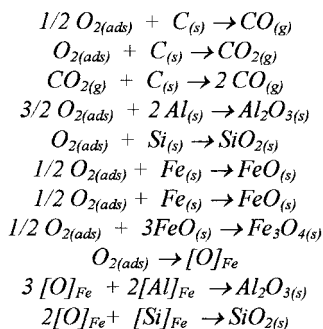 1/2 O₂₍ₐdₛ₎ + C₍ₛ₎ → CO₍g₎
O₂₍ₐdₛ₎ + C₍ₛ₎ → CO₂₍g₎
CO₂₍g₎ + C₍ₛ₎ → 2 CO₍g₎
3/2 O₂₍ₐdₛ₎ + 2 Al₍ₛ₎ → Al₂O₃₍ₛ₎
O₂₍ₐdₛ₎ + Si₍ₛ₎ → SiO₂₍ₛ₎
1/2 O₂₍ₐdₛ₎ + Fe₍ₛ₎ → FeO₍ₛ₎
1/2 O₂₍ₐdₛ₎ + Fe₍ₛ₎ → FeO₍ₛ₎
1/2 O₂₍ₐdₛ₎ + 3FeO₍ₛ₎ → Fe₃O₄₍ₛ₎
O₂₍ₐdₛ₎ → [O]Fe
3 [O]Fe + 2[Al]Fe → Al₂O₃₍ₛ₎
2[O]Fe + [Si]Fe → SiO₂₍ₛ₎